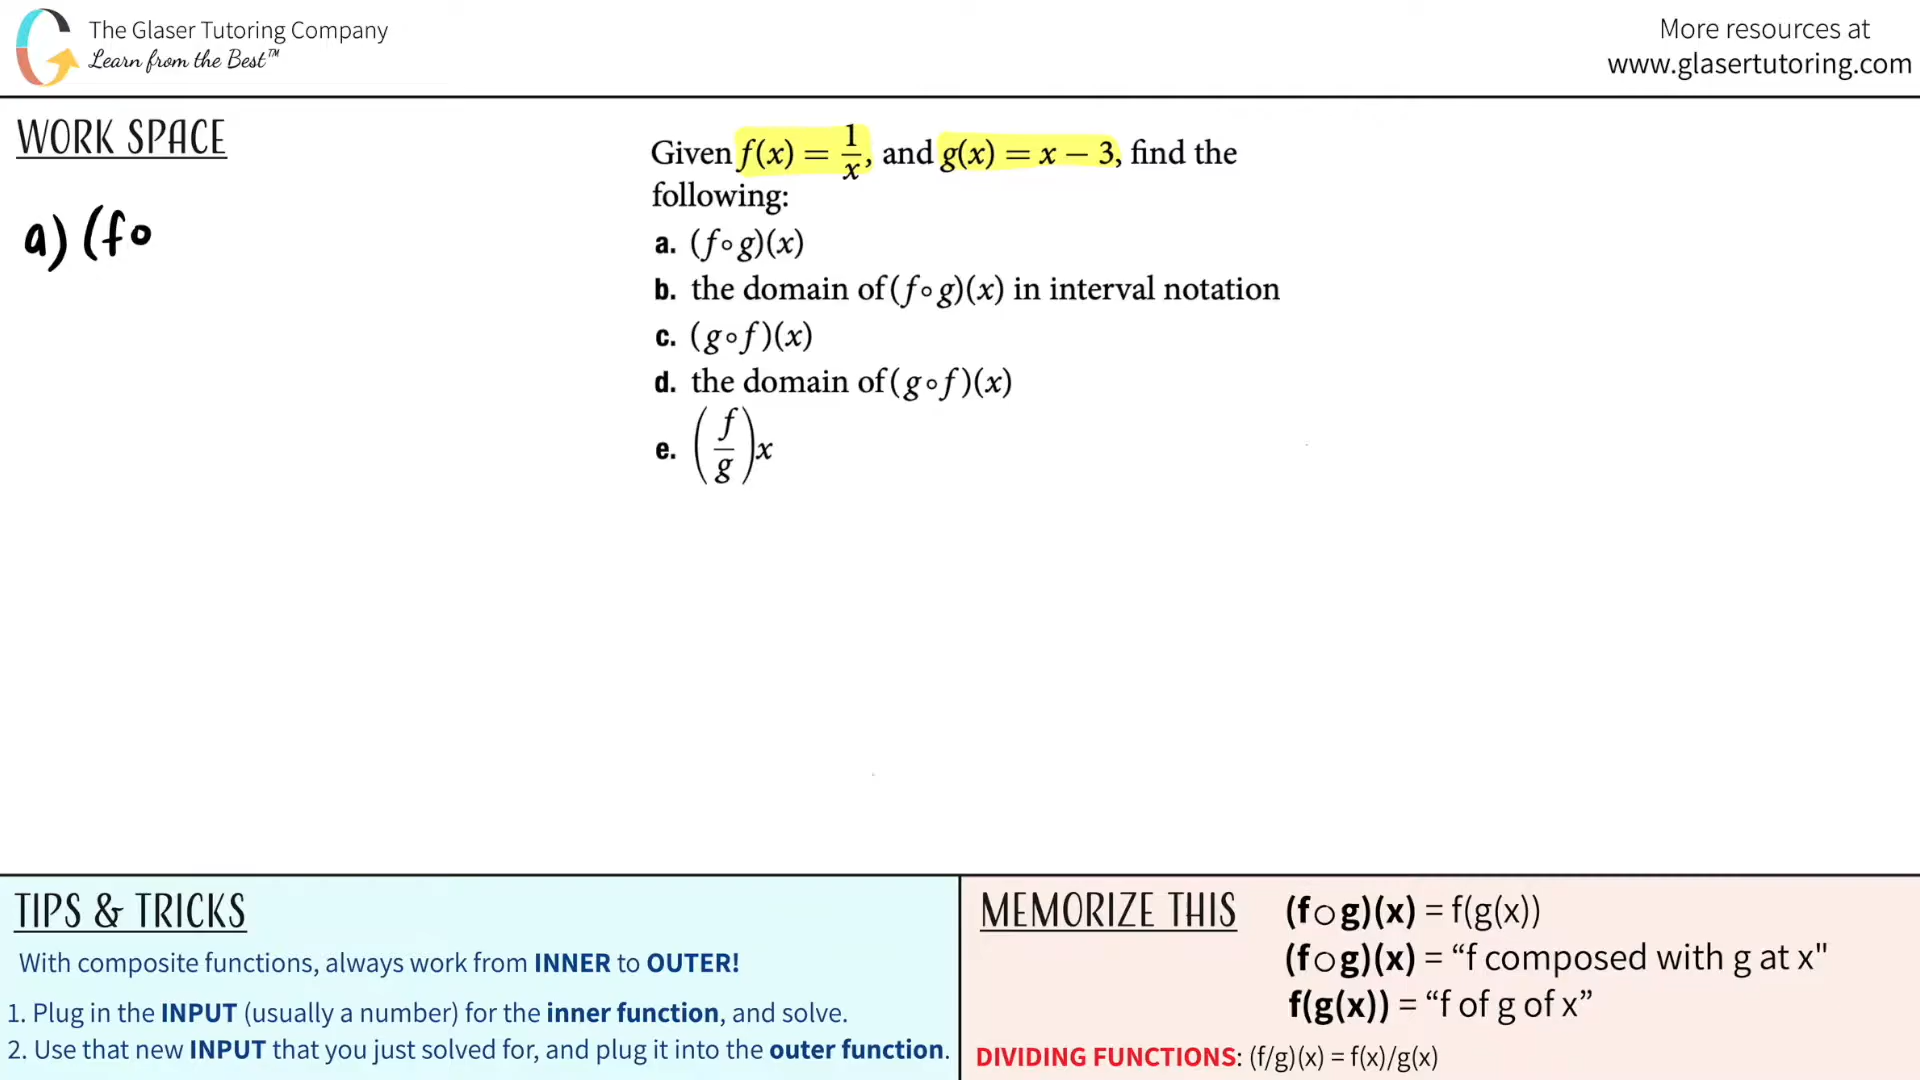 The Glaser Tutoring Company
Learn from the Best™
More resources at
www.glasertutoring.com
WORK SPACE
a) (f∘
Given f(x) = 1/x, and g(x) = x − 3, find the
following:
a. (f∘g)(x)
b. the domain of (f∘g)(x) in interval notation
c. (g∘f)(x)
d. the domain of (g∘f)(x)
e. (f/g)x
TIPS & TRICKS
With composite functions, always work from INNER to OUTER!
1. Plug in the INPUT (usually a number) for the inner function, and solve.
2. Use that new INPUT that you just solved for, and plug it into the outer function.
MEMORIZE THIS
(f○g)(x) = f(g(x))
(f○g)(x) = “f composed with g at x"
f(g(x)) = “f of g of x”
DIVIDING FUNCTIONS: (f/g)(x) = f(x)/g(x)